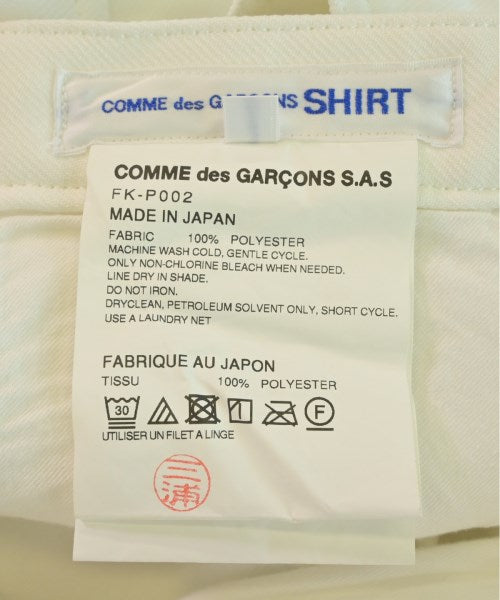 COMME des GARÇONS SHIRT
COMME des GARÇONS S.A.S
FK-P002
MADE IN JAPAN
FABRIC 100% POLYESTER
MACHINE WASH COLD, GENTLE CYCLE.
ONLY NON-CHLORINE BLEACH WHEN NEEDED.
LINE DRY IN SHADE.
DO NOT IRON.
DRYCLEAN, PETROLEUM SOLVENT ONLY, SHORT CYCLE.
USE A LAUNDRY NET
FABRIQUE AU JAPON
TISSU 100% POLYESTER
30 F
UTILISER UN FILET A LINGE
三浦